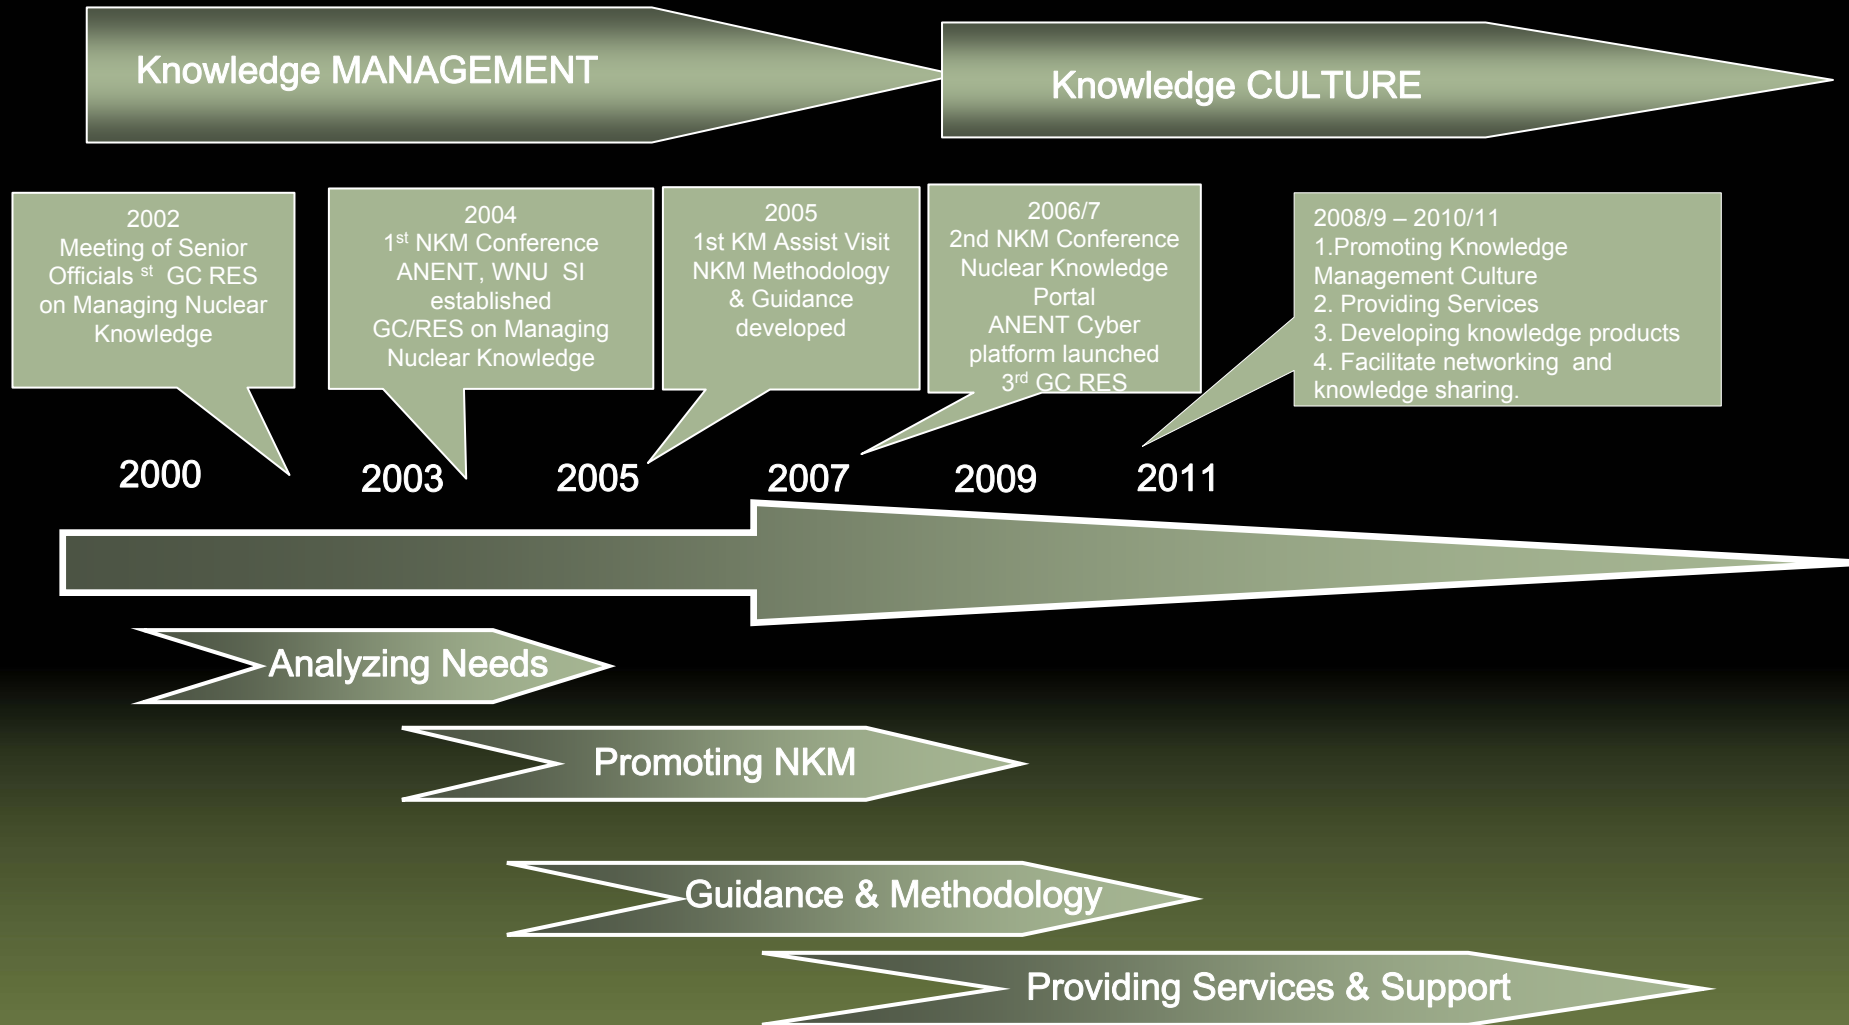 Knowledge MANAGEMENT
Knowledge CULTURE
2002
Meeting of Senior
Officials st GC RES
on Managing Nuclear
Knowledge
2004
1st NKM Conference
ANENT, WNU SI
established
GC/RES on Managing
Nuclear Knowledge
2005
1st KM Assist Visit
NKM Methodology
& Guidance
developed
2006/7
2nd NKM Conference
Nuclear Knowledge
Portal
ANENT Cyber
platform launched
3rd GC RES
2008/9 – 2010/11
1.Promoting Knowledge
Management Culture
2. Providing Services
3. Developing knowledge products
4. Facilitate networking and
knowledge sharing.
2000 2003 2005 2007 2009 2011
Analyzing Needs
Promoting NKM
Guidance & Methodology
Providing Services & Support